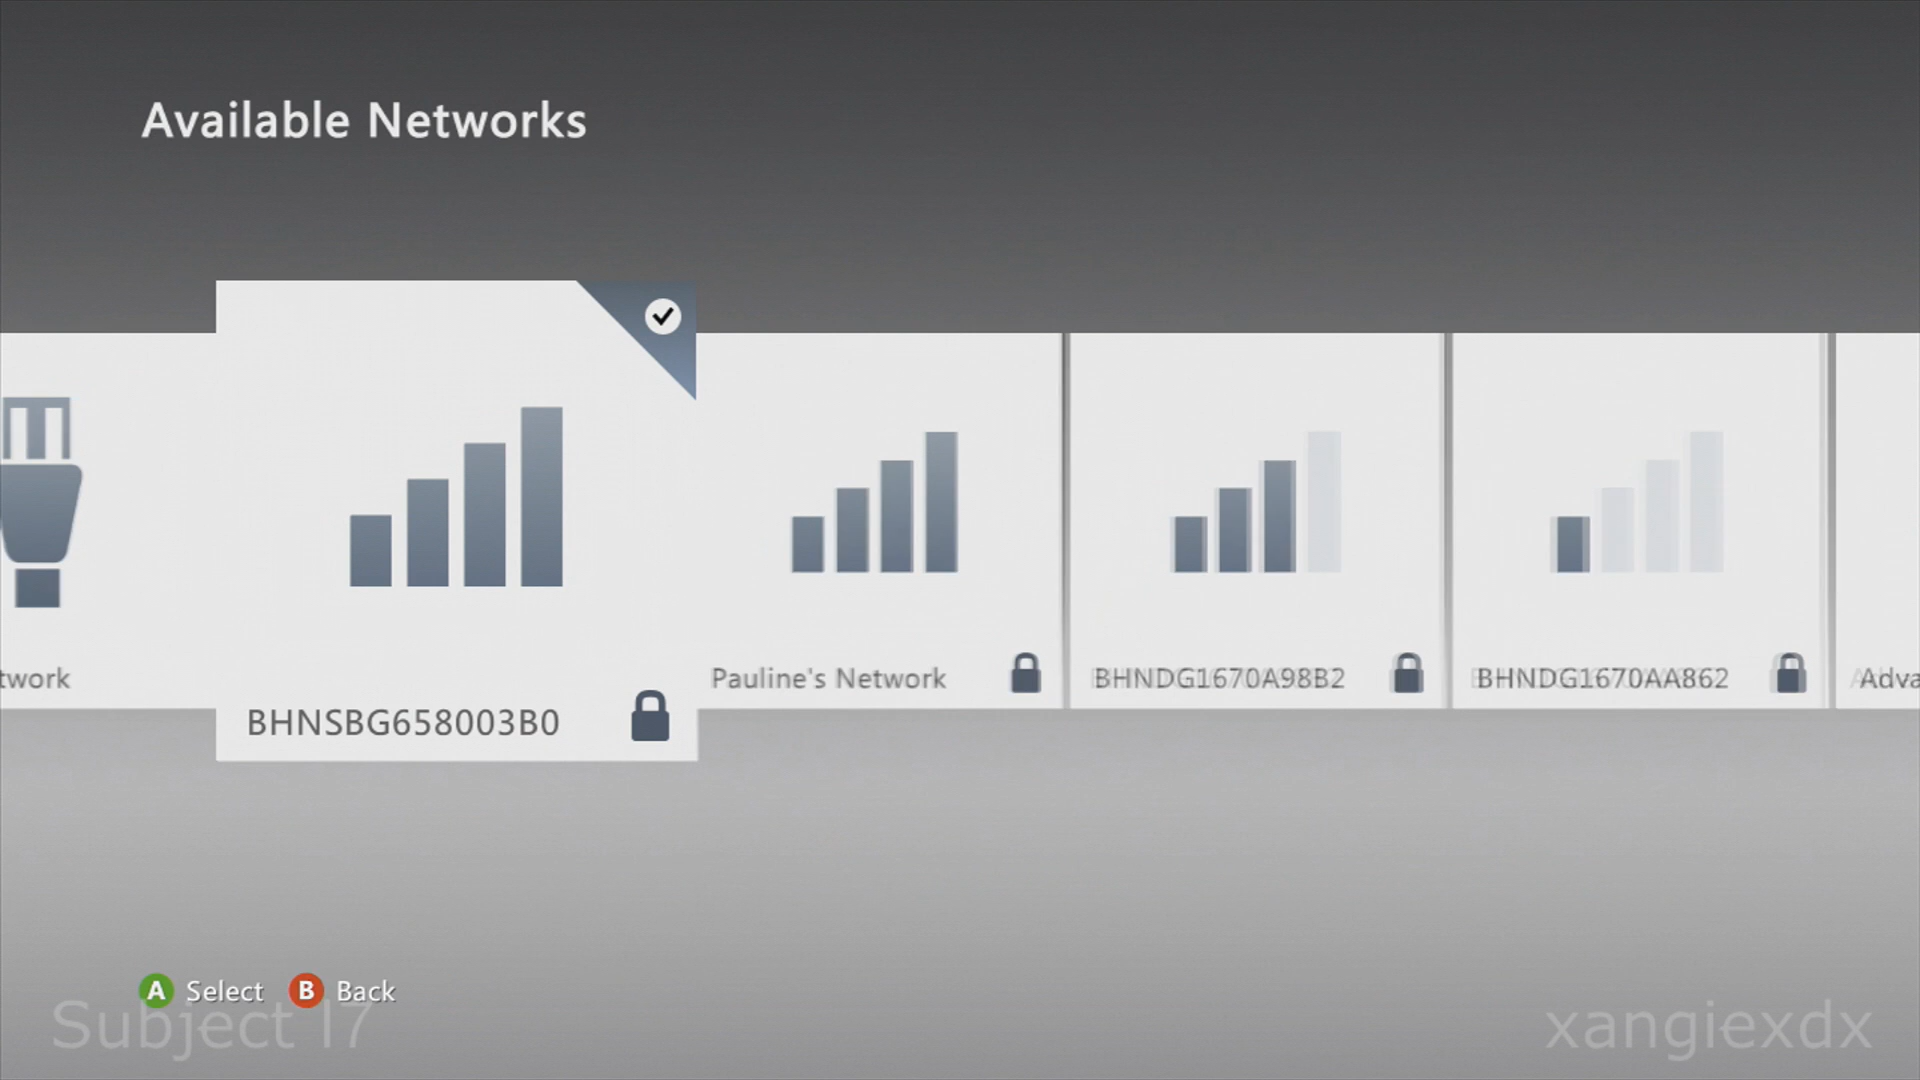 Available Networks
twork
BHNSBG658003B0
Pauline's Network
BHNDG1670A98B2
BHNDG1670AA862
Adva
A Select B Back
Subject 17
xangiexdx